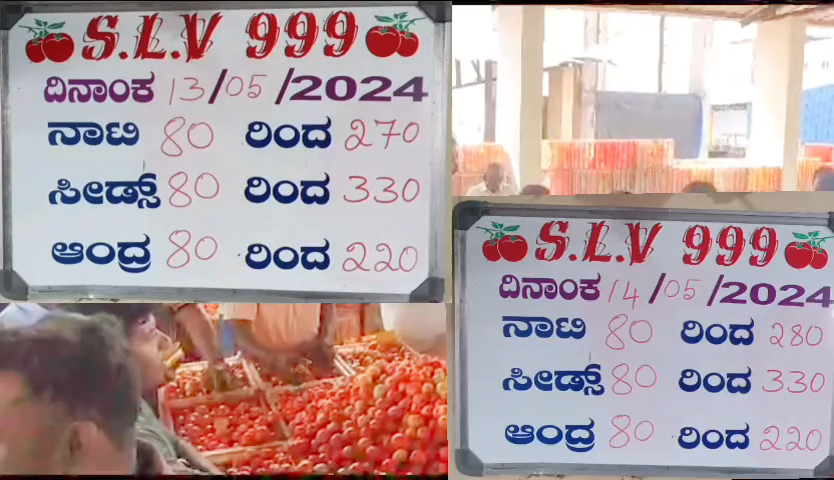 S.L.V 999
ದಿನಾಂಕ 13/05/2024
ನಾಟಿ 80 ರಿಂದ 270
ಸೀಡ್ಸ್ 80 ರಿಂದ 330
ಆಂಧ್ರ 80 ರಿಂದ 220
S.L.V 999
ದಿನಾಂಕ 14/05/2024
ನಾಟಿ 80 ರಿಂದ 280
ಸೀಡ್ಸ್ 80 ರಿಂದ 330
ಆಂಧ್ರ 80 ರಿಂದ 220